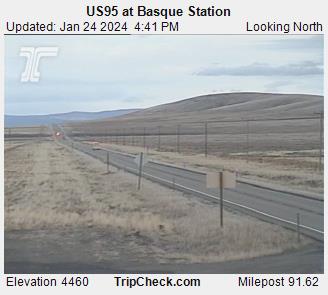 US95 at Basque Station
Updated: Jan 24 2024 4:41 PM Looking North
Elevation 4460 TripCheck.com Milepost 91.62